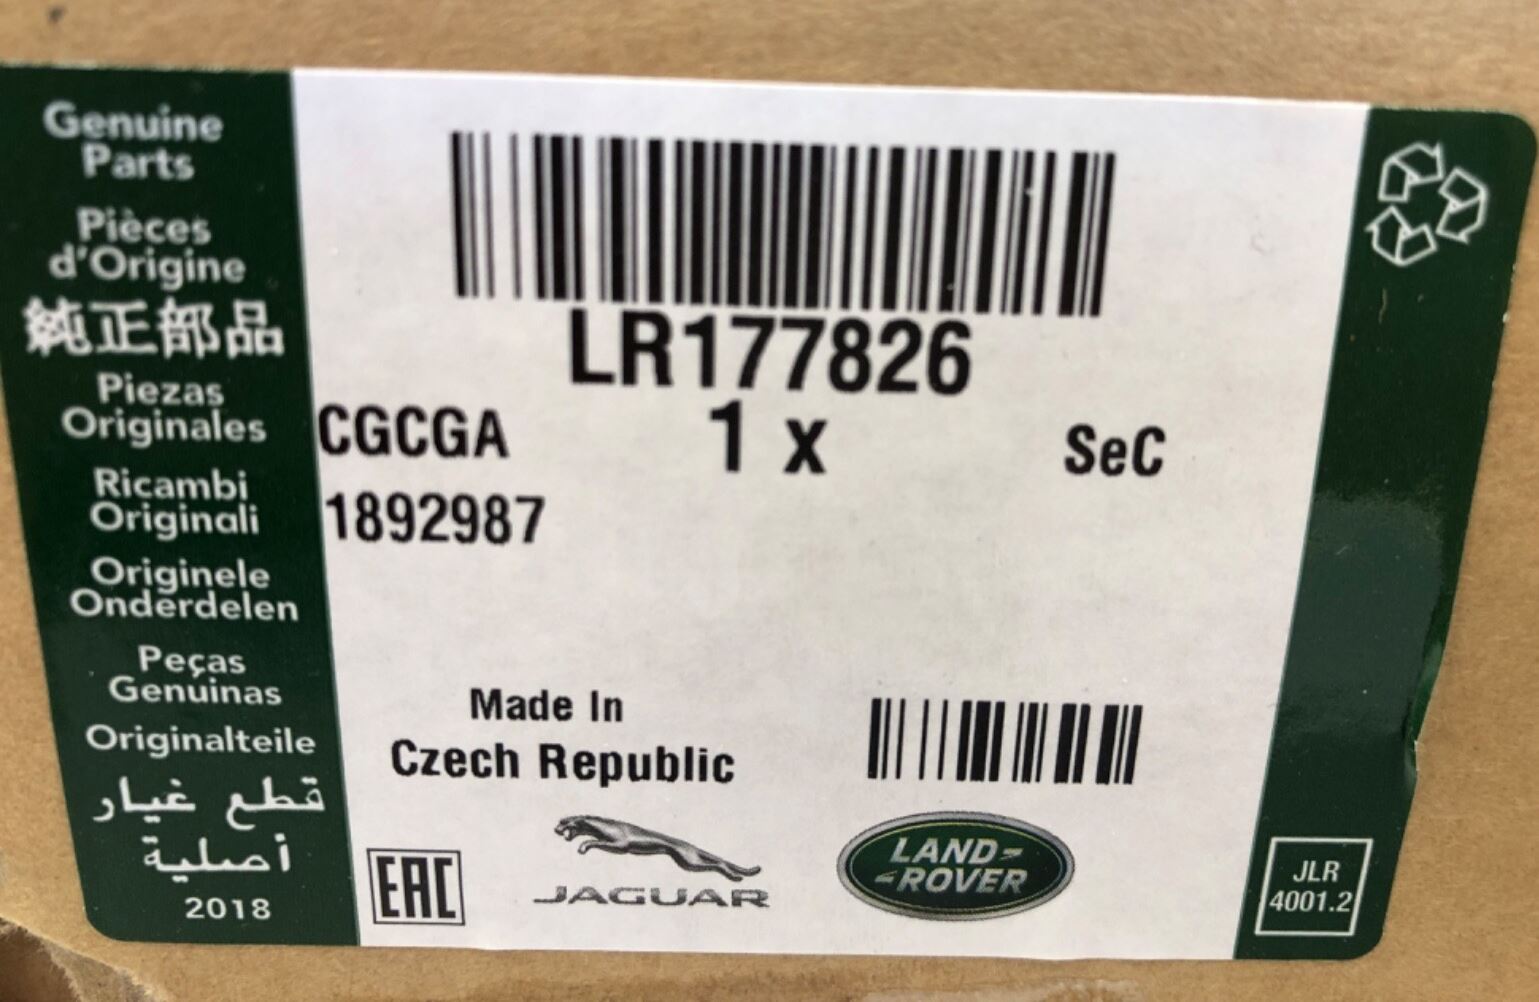 Genuine
Parts
Pièces
d'Origine
純正部品
Piezas
Originales
Ricambi
Originali
Originele
Onderdelen
Peças
Genuinas
Originalteile
قطع غيار
أصلية
2018
LR177826
CGCGA 1 x SeC
1892987
Made In
Czech Republic
EAC
JAGUAR
LAND-
-ROVER
JLR
4001.2